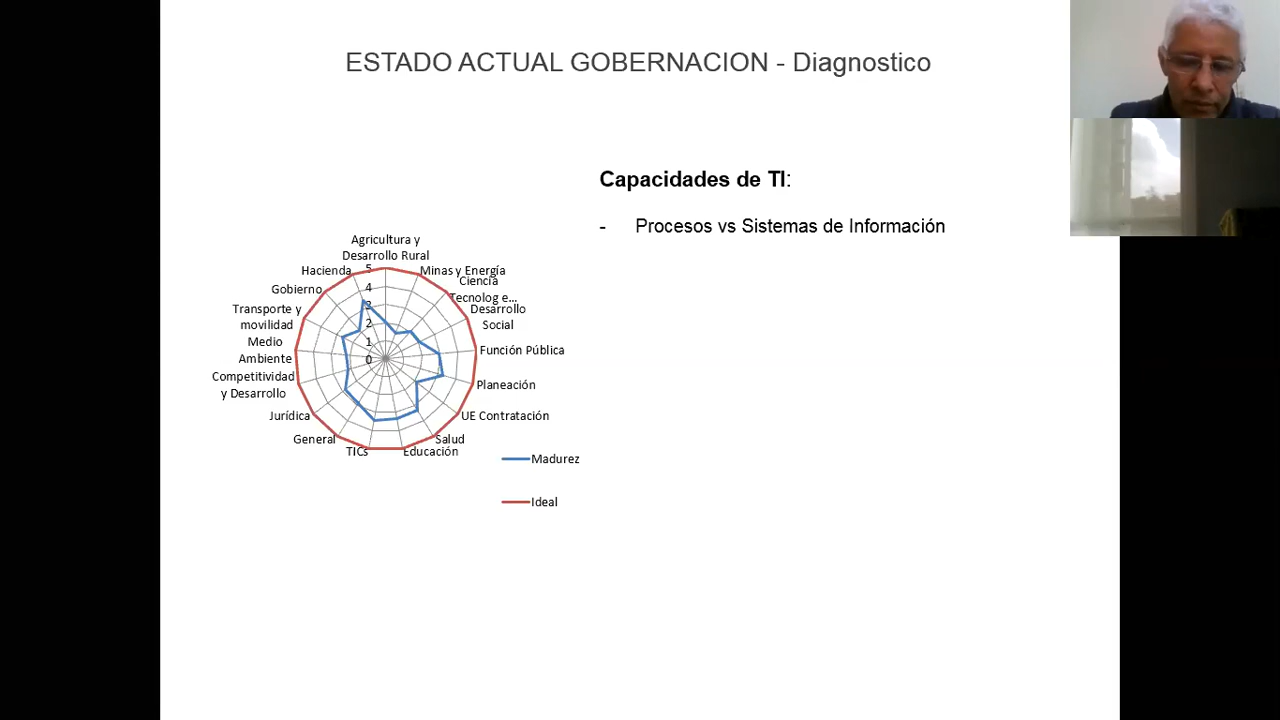 ESTADO ACTUAL GOBERNACION - Diagnostico
Capacidades de TI:
- Procesos vs Sistemas de Información
Agricultura y
Desarrollo Rural
Hacienda
5
Minas y Energía
Ciencia
Gobierno
4
Tecnolog e...
3
Transporte y
movilidad
Desarrollo
Social
2
Medio
Ambiente
1
Función Pública
0
Competitividad
y Desarrollo
Planeación
Jurídica
UE Contratación
General
Salud
TICs
Educación
Madurez
Ideal